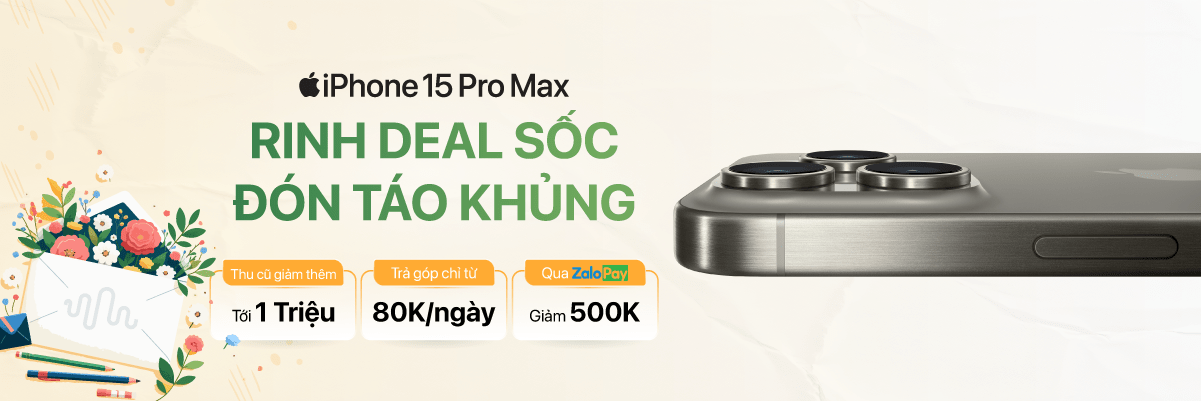 iPhone 15 Pro Max
RINH DEAL SỐC
ĐÓN TÁO KHỦNG
Thu cũ giảm thêm
Tới 1 Triệu
Trả góp chỉ từ
80K/ngày
Qua ZaloPay
Giảm 500K